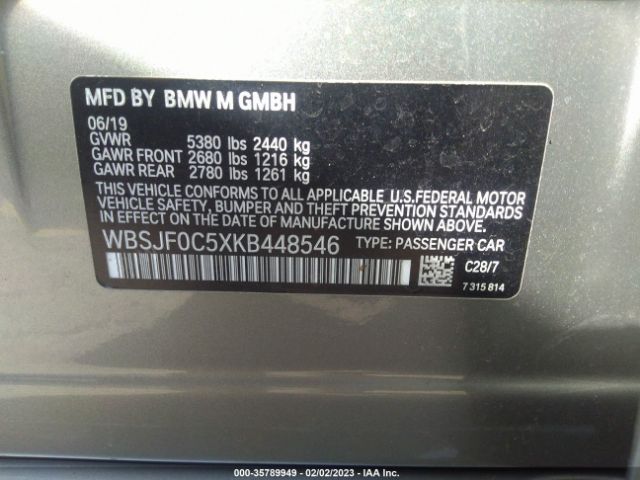 MFD BY BMW M GMBH
06/19
GVWR 5380 lbs 2440 kg
GAWR FRONT 2680 lbs 1216 kg
GAWR REAR 2780 lbs 1261 kg
THIS VEHICLE CONFORMS TO ALL APPLICABLE U.S.FEDERAL MOTOR
VEHICLE SAFETY, BUMPER,AND THEFT PREVENTION STANDARDS IN
EFFECT ON THE DATE OF MANUFACTURE SHOWN ABOVE.
WBSJF0C5XKB448546 TYPE: PASSENGER CAR
C28/7
7 315 814
000-35789949 - 02/02/2023 - IAA Inc.